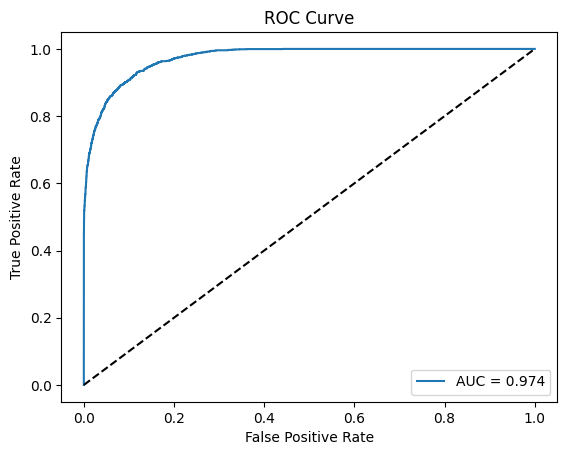 ROC Curve
True Positive Rate
1.0
0.8
0.6
0.4
0.2
0.0
AUC = 0.974
0.0 0.2 0.4 0.6 0.8 1.0
False Positive Rate